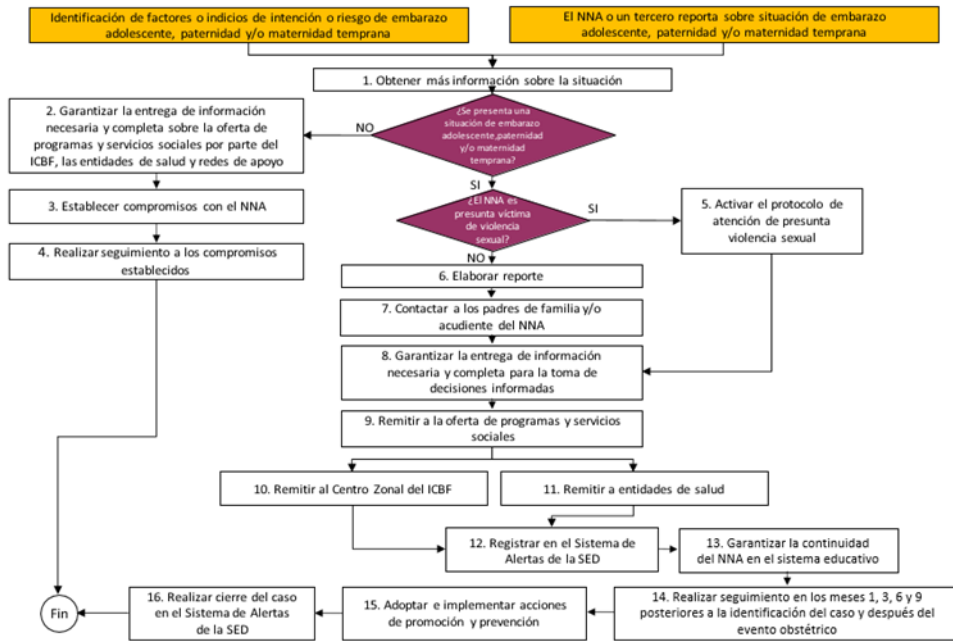 Identificación de factores o indicios de intención o riesgo de embarazo
adolescente, paternidad y/o maternidad temprana
El NNA o un tercero reporta sobre situación de embarazo
adolescente, paternidad y/o maternidad temprana
1. Obtener más información sobre la situación
¿Se presenta una
situación de embarazo
adolescente,paternidad
y/o maternidad
temprana?
NO
2. Garantizar la entrega de información
necesaria y completa sobre la oferta de
programas y servicios sociales por parte del
ICBF, las entidades de salud y redes de apoyo
3. Establecer compromisos con el NNA
4. Realizar seguimiento a los compromisos
establecidos
SI
¿El NNA es
presunta víctima
de violencia
sexual?
SI
5. Activar el protocolo de
atención de presunta
violencia sexual
NO
6. Elaborar reporte
7. Contactar a los padres de familia y/o
acudiente del NNA
8. Garantizar la entrega de información
necesaria y completa para la toma de
decisiones informadas
9. Remitir a la oferta de programas y servicios
sociales
10. Remitir al Centro Zonal del ICBF
11. Remitir a entidades de salud
12. Registrar en el Sistema de
Alertas de la SED
13. Garantizar la continuidad
del NNA en el sistema educativo
14. Realizar seguimiento en los meses 1, 3, 6 y 9
posteriores a la identificación del caso y después del
evento obstétrico
15. Adoptar e implementar acciones
de promoción y prevención
16. Realizar cierre del caso
en el Sistema de Alertas
de la SED
Fin